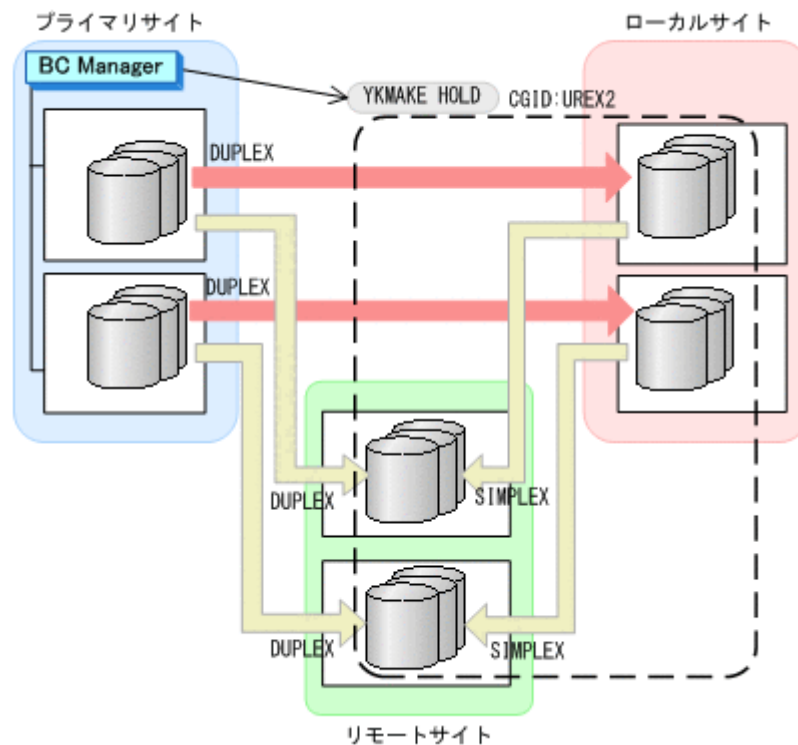 プライマリサイト
ローカルサイト
BC Manager
YKMAKE HOLD
CGID:UREX2
DUPLEX
DUPLEX
DUPLEX
SIMPLEX
DUPLEX
SIMPLEX
リモートサイト